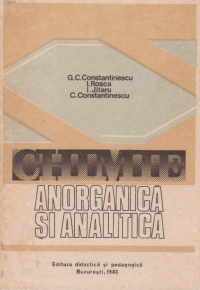 G.C.Constantinescu
I.Roşca
I.Jitaru
C.Constantinescu
CHIMIE
ANORGANICA
SI ANALITICA
Editura didactică şi pedagogică
Bucureşti, 1983